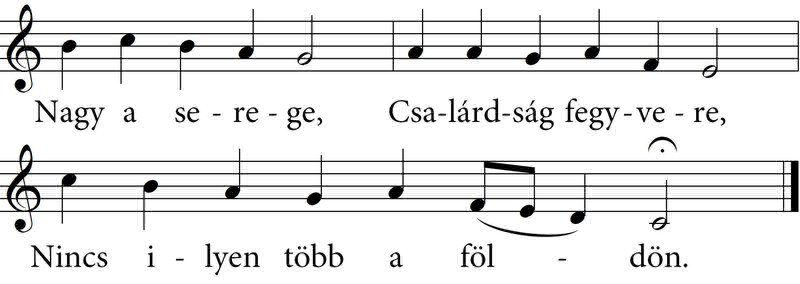 Nagy a se - re - ge, Csa-lárd-ság fegy-ve - re,
Nincs i - lyen több a föl - dön.